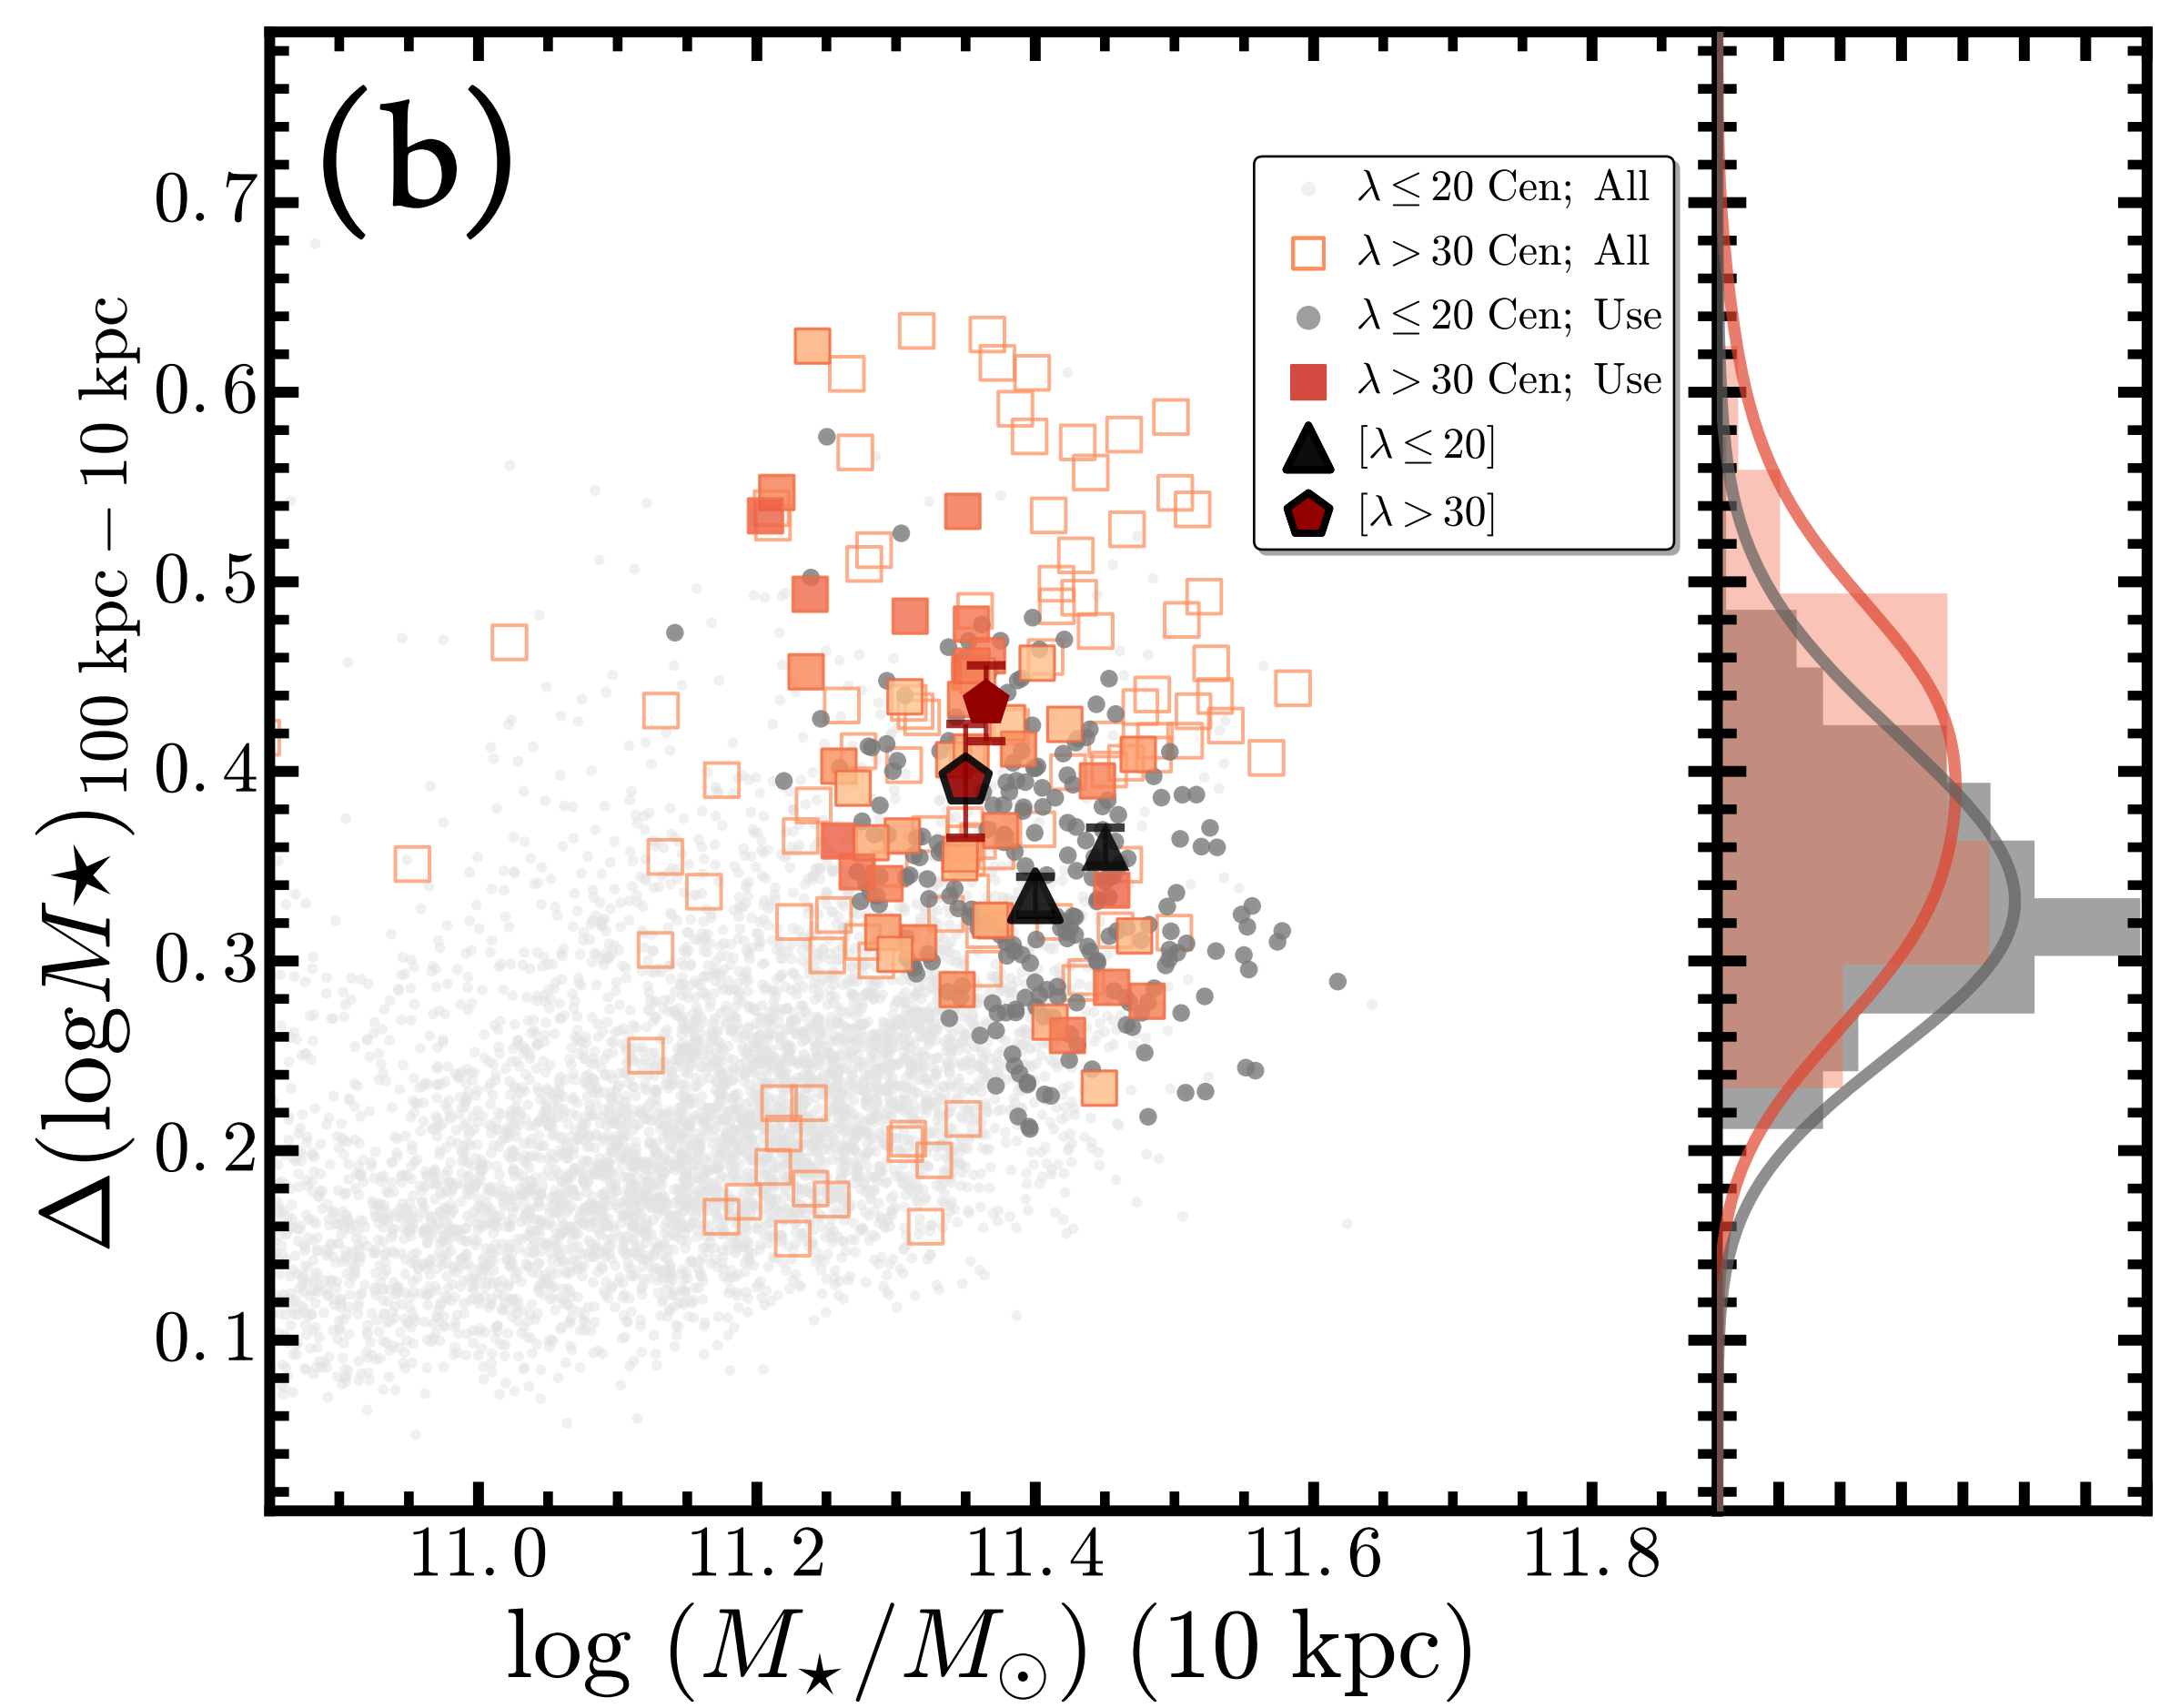 (b)
λ ≤ 20 Cen; All
λ > 30 Cen; All
λ ≤ 20 Cen; Use
λ > 30 Cen; Use
[λ ≤ 20]
[λ > 30]
Δ(log M★) 100 kpc − 10 kpc
0.7
0.6
0.5
0.4
0.3
0.2
0.1
11.0 11.2 11.4 11.6 11.8
log (M★/M⊙) (10 kpc)